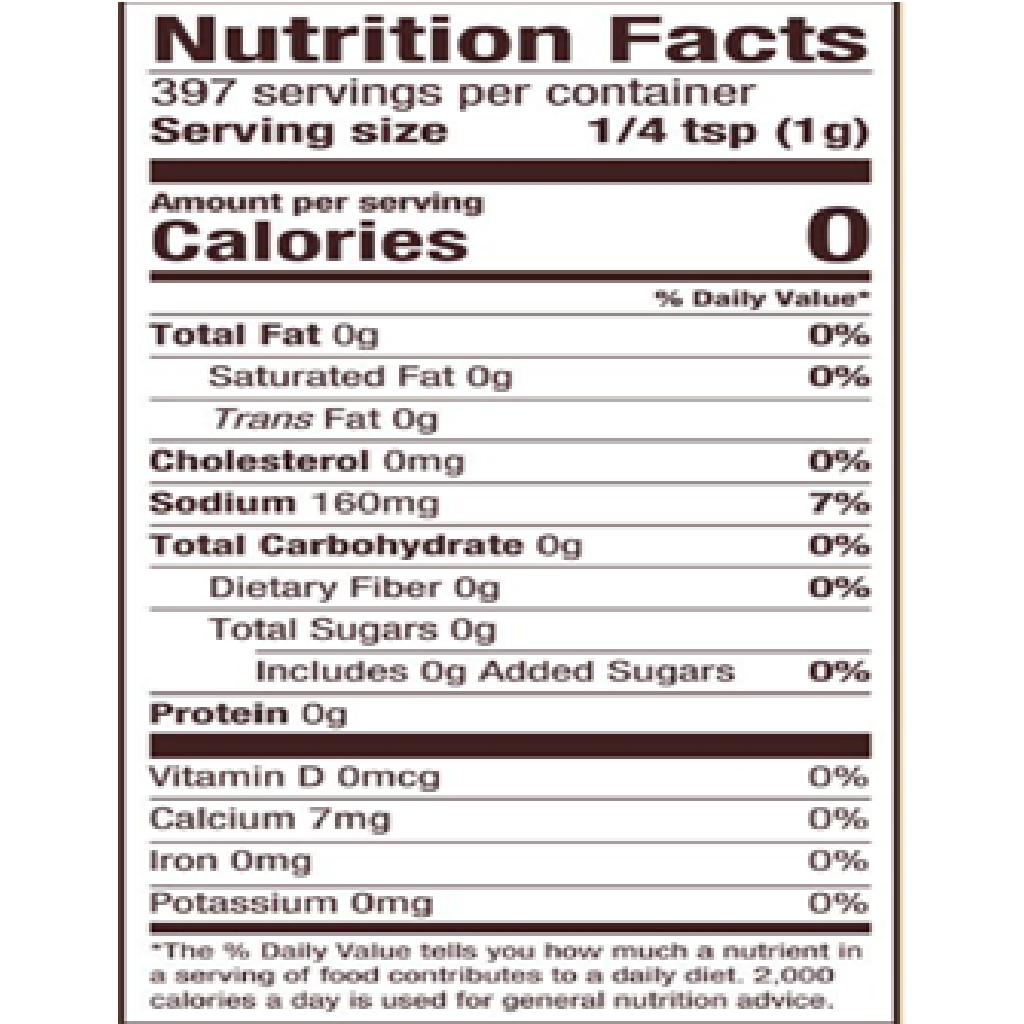 Nutrition Facts
397 servings per container
Serving size 1/4 tsp (1g)
Amount per serving
Calories 0
% Daily Value*
Total Fat 0g 0%
Saturated Fat 0g 0%
Trans Fat 0g
Cholesterol 0mg 0%
Sodium 160mg 7%
Total Carbohydrate 0g 0%
Dietary Fiber 0g 0%
Total Sugars 0g
Includes 0g Added Sugars 0%
Protein 0g
Vitamin D 0mcg 0%
Calcium 7mg 0%
Iron 0mg 0%
Potassium 0mg 0%
*The % Daily Value tells you how much a nutrient in
a serving of food contributes to a daily diet. 2,000
calories a day is used for general nutrition advice.